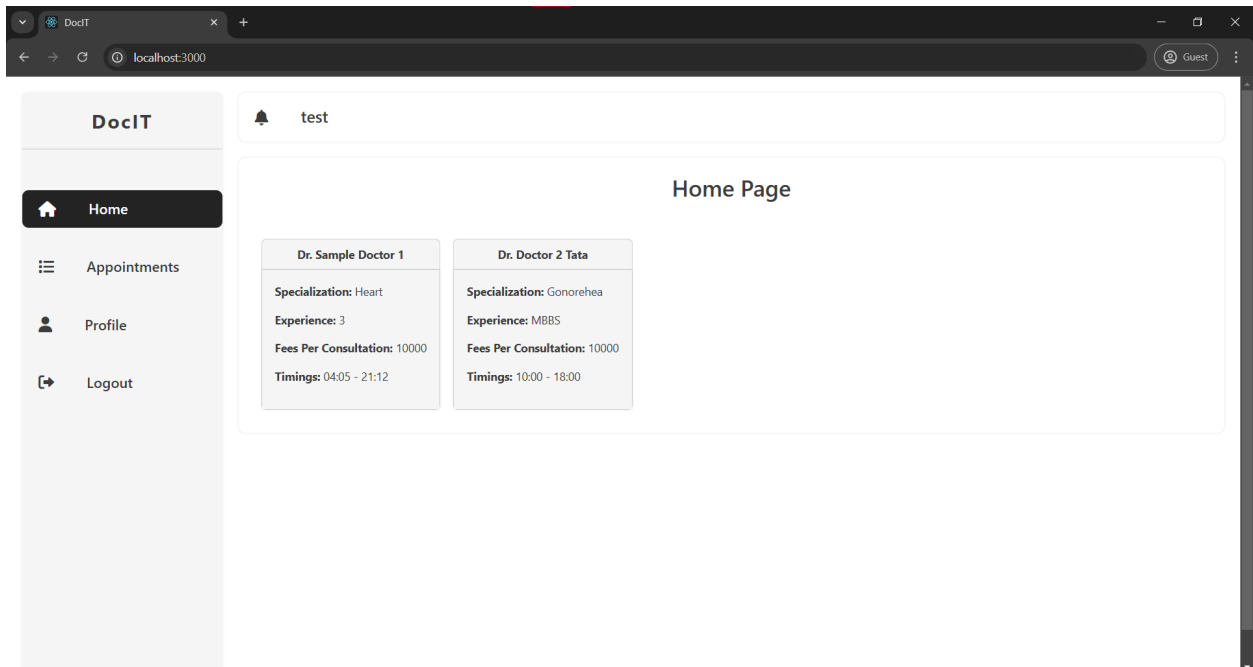 DocIT
localhost:3000
Guest
DocIT
test
Home
Appointments
Profile
Logout
Home Page
Dr. Sample Doctor 1
Specialization: Heart
Experience: 3
Fees Per Consultation: 10000
Timings: 04:05 - 21:12
Dr. Doctor 2 Tata
Specialization: Gonorehea
Experience: MBBS
Fees Per Consultation: 10000
Timings: 10:00 - 18:00